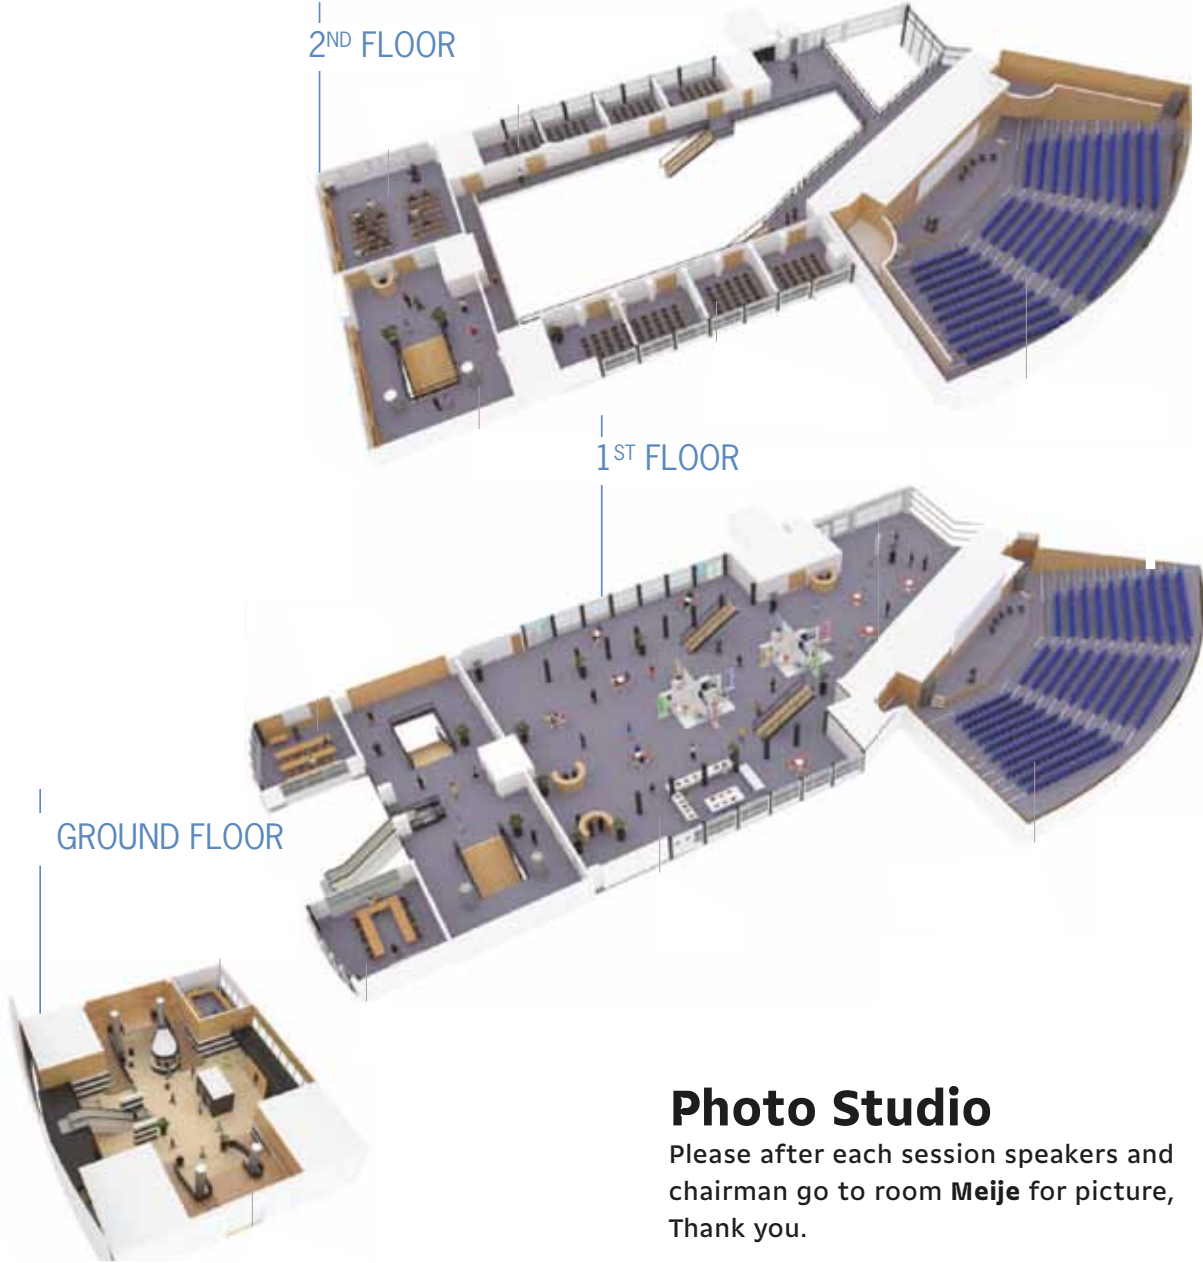 2ND FLOOR
1ST FLOOR
GROUND FLOOR
Photo Studio
Please after each session speakers and
chairman go to room Meije for picture,
Thank you.